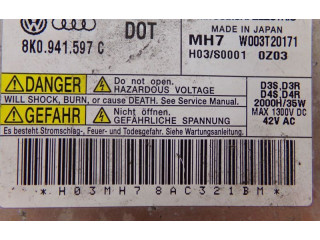 DOT
8K0.941.597 C
MADE IN JAPAN
MH7 W003T20171
H03/S0001 0Z03
DANGER
Do not open.
HAZARDOUS VOLTAGE
WILL SHOCK, BURN, or cause DEATH. See Service Manual.
GEFAHR
Nicht öffnen.
GEFÄHRLICHE SPANNUNG
Es besteht Stromschlag-, Feuer- und Todesgefahr. Siehe Wartungsanleitung.
D3S,D3R
D4S,D4R
2000H/35W
MAX 1300V DC
42V AC
*H03MH78AC321BM*